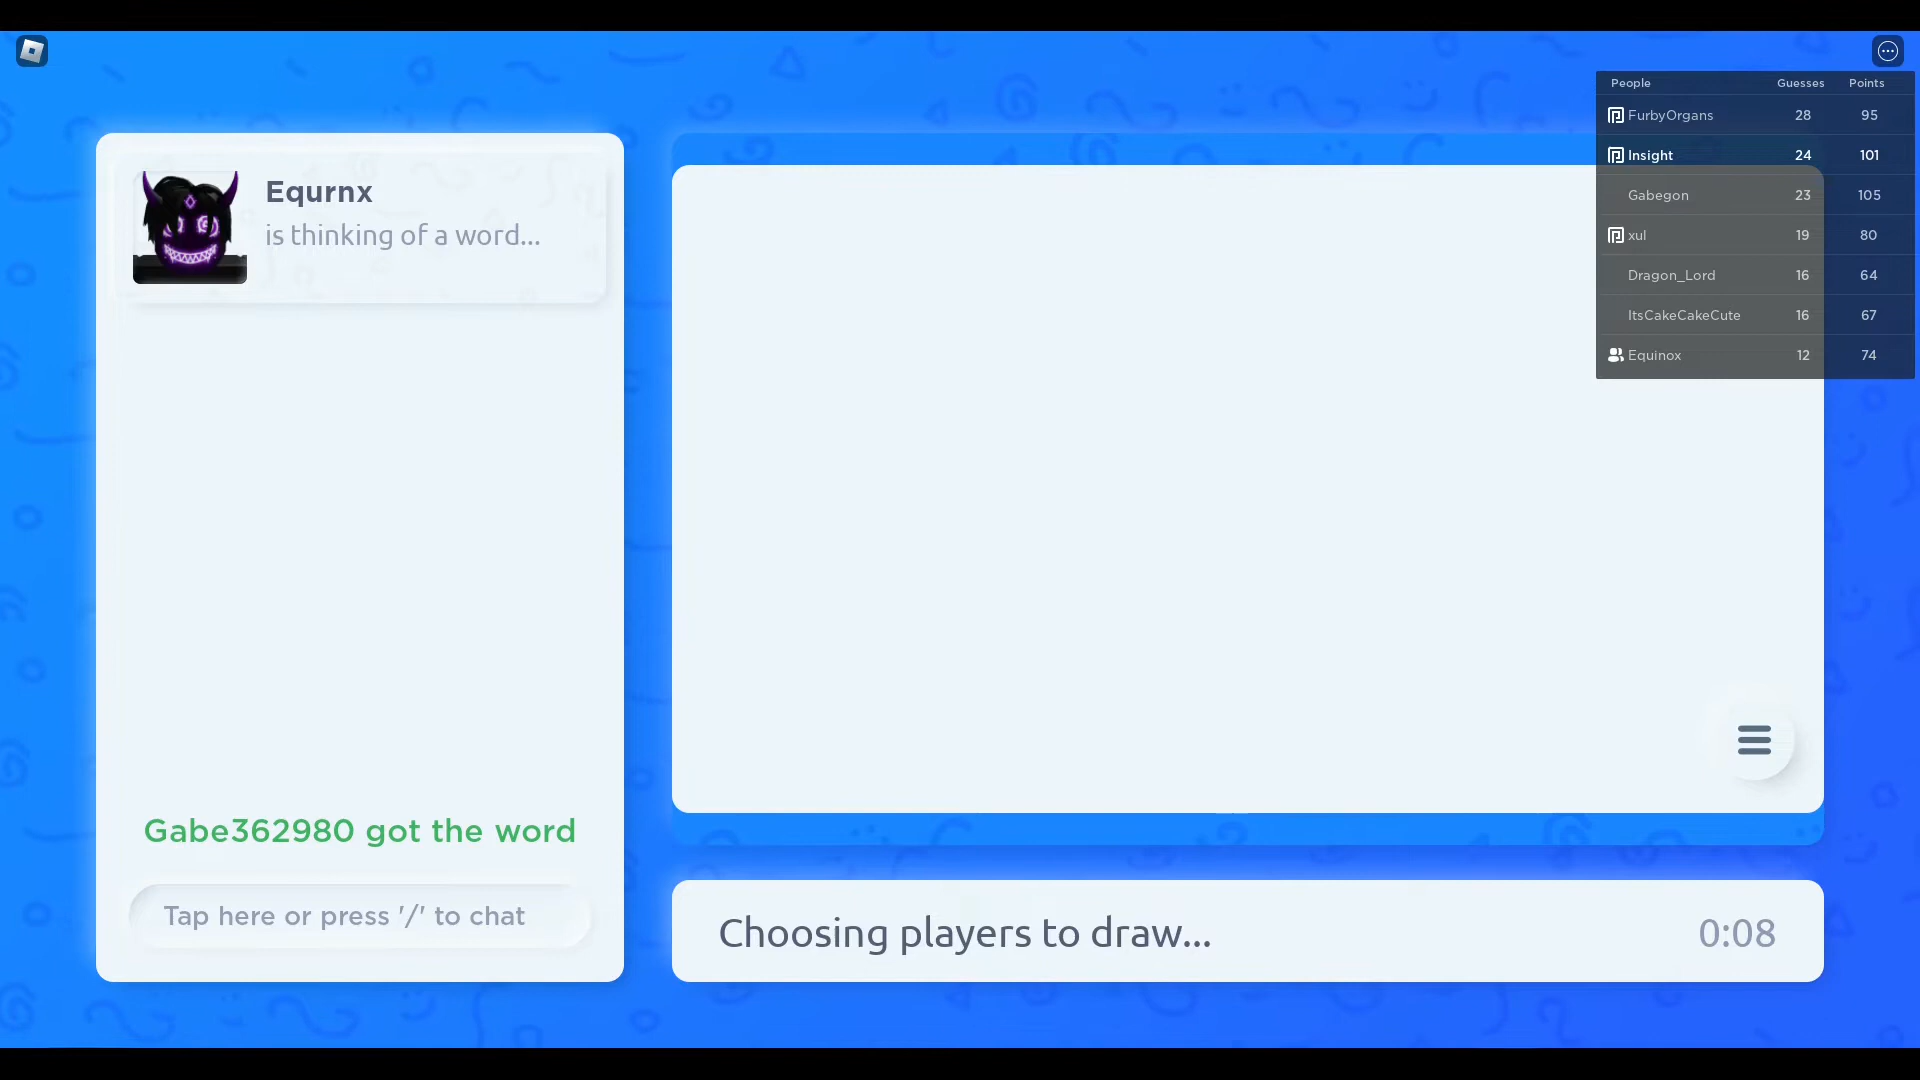 People Guesses Points
FurbyOrgans 28 95
Insight 24 101
Gabegon 23 105
xul 19 80
Dragon_Lord 16 64
ItsCakeCakeCute 16 67
Equinox 12 74
Equrnx
is thinking of a word...
Gabe362980 got the word
Tap here or press '/' to chat
Choosing players to draw... 0:08